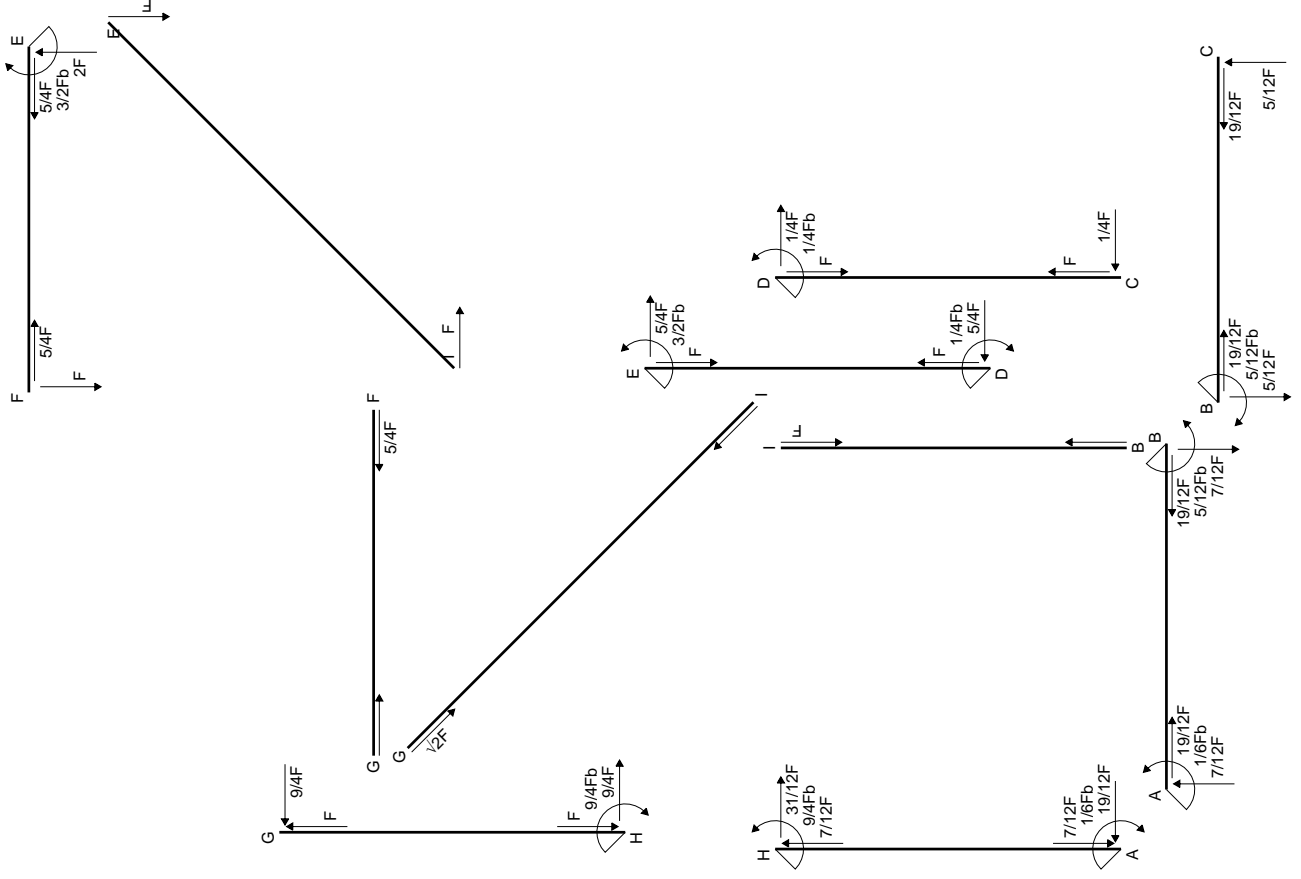 F
E
5/4F
3/2Fb
2F
5/4F
F
E
F
F
I
9/4F
F
F
9/4Fb
9/4F
G
H
G
F
5/4F
G
√2F
I
E
5/4F
3/2Fb
F
F
1/4Fb
5/4F
D
D
1/4F
1/4Fb
F
F
1/4F
C
I
F
B
H
31/12F
9/4Fb
7/12F
7/12F
1/6Fb
19/12F
A
A
19/12F
1/6Fb
7/12F
B
19/12F
5/12Fb
7/12F
B
19/12F
5/12Fb
5/12F
C
19/12F
5/12F